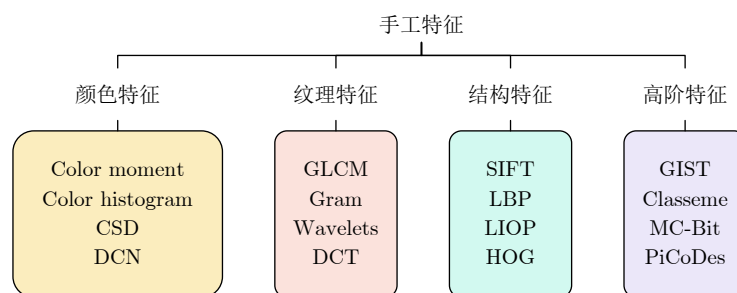 手工特征
颜色特征
纹理特征
结构特征
高阶特征
Color moment
Color histogram
CSD
DCN
GLCM
Gram
Wavelets
DCT
SIFT
LBP
LIOP
HOG
GIST
Classeme
MC-Bit
PiCoDes